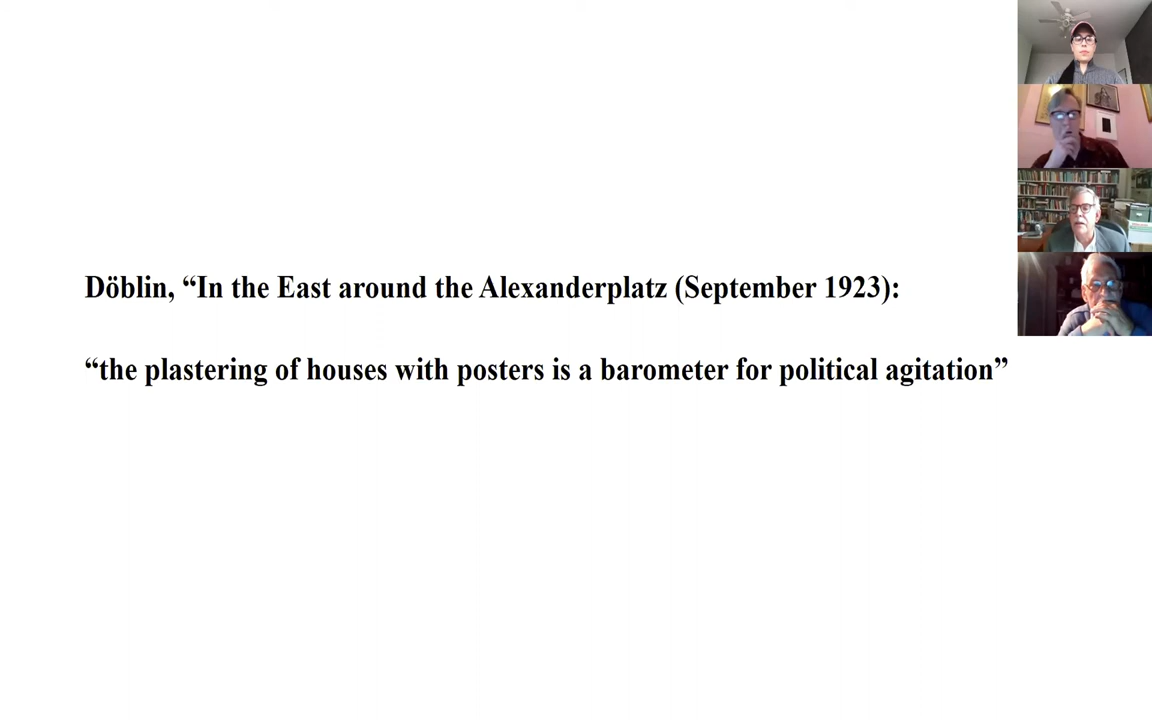 Döblin, “In the East around the Alexanderplatz (September 1923):
“the plastering of houses with posters is a barometer for political agitation”